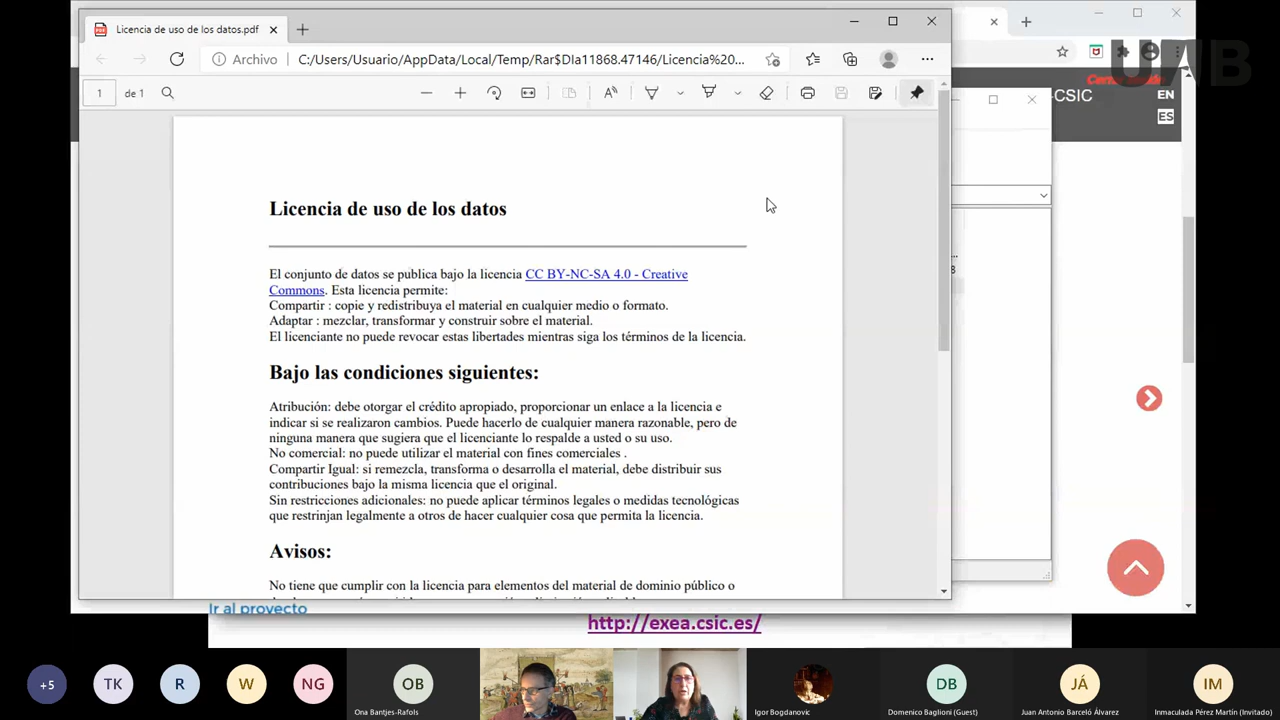 Licencia de uso de los datos.pdf
Archivo
C:/Users/Usuario/AppData/Local/Temp/Rar$DIa11868.47146/Licencia%20...
UAB
1
de 1
-CSIC
EN
ES
Licencia de uso de los datos
El conjunto de datos se publica bajo la licencia CC BY-NC-SA 4.0 - Creative
Commons. Esta licencia permite:
Compartir : copie y redistribuya el material en cualquier medio o formato.
Adaptar : mezclar, transformar y construir sobre el material.
El licenciante no puede revocar estas libertades mientras siga los términos de la licencia.
Bajo las condiciones siguientes:
Atribución: debe otorgar el crédito apropiado, proporcionar un enlace a la licencia e
indicar si se realizaron cambios. Puede hacerlo de cualquier manera razonable, pero de
ninguna manera que sugiera que el licenciante lo respalde a usted o su uso.
No comercial: no puede utilizar el material con fines comerciales .
Compartir Igual: si remezcla, transforma o desarrolla el material, debe distribuir sus
contribuciones bajo la misma licencia que el original.
Sin restricciones adicionales: no puede aplicar términos legales o medidas tecnológicas
que restrinjan legalmente a otros de hacer cualquier cosa que permita la licencia.
Avisos:
No tiene que cumplir con la licencia para elementos del material de dominio público o
Ir al proyecto
http://exea.csic.es/
+5
TK
R
W
NG
OB
DB
JÁ
IM
Ona Bantjes-Rafols
Igor Bogdanovic
Domenico Baglioni (Guest)
Juan Antonio Barceló Álvarez
Inmaculada Pérez Martín (Invitado)